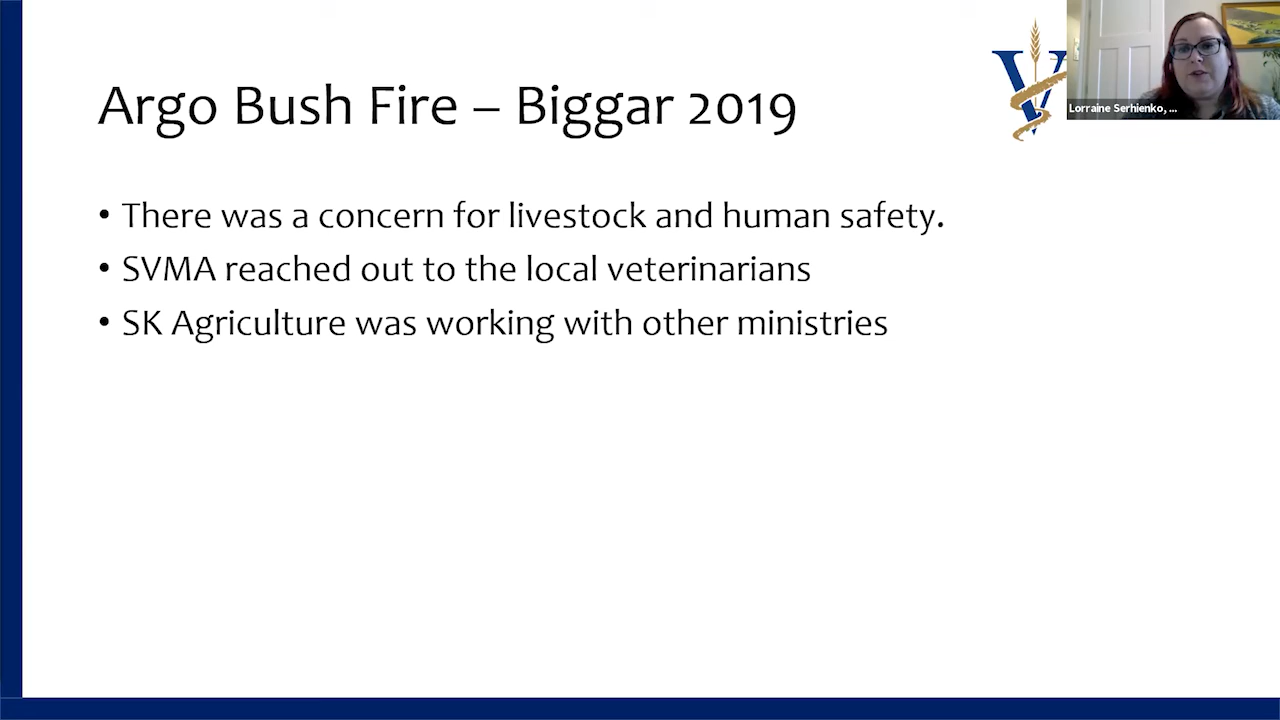 Argo Bush Fire – Biggar 2019
Lorraine Serhienko, ...
• There was a concern for livestock and human safety.
• SVMA reached out to the local veterinarians
• SK Agriculture was working with other ministries